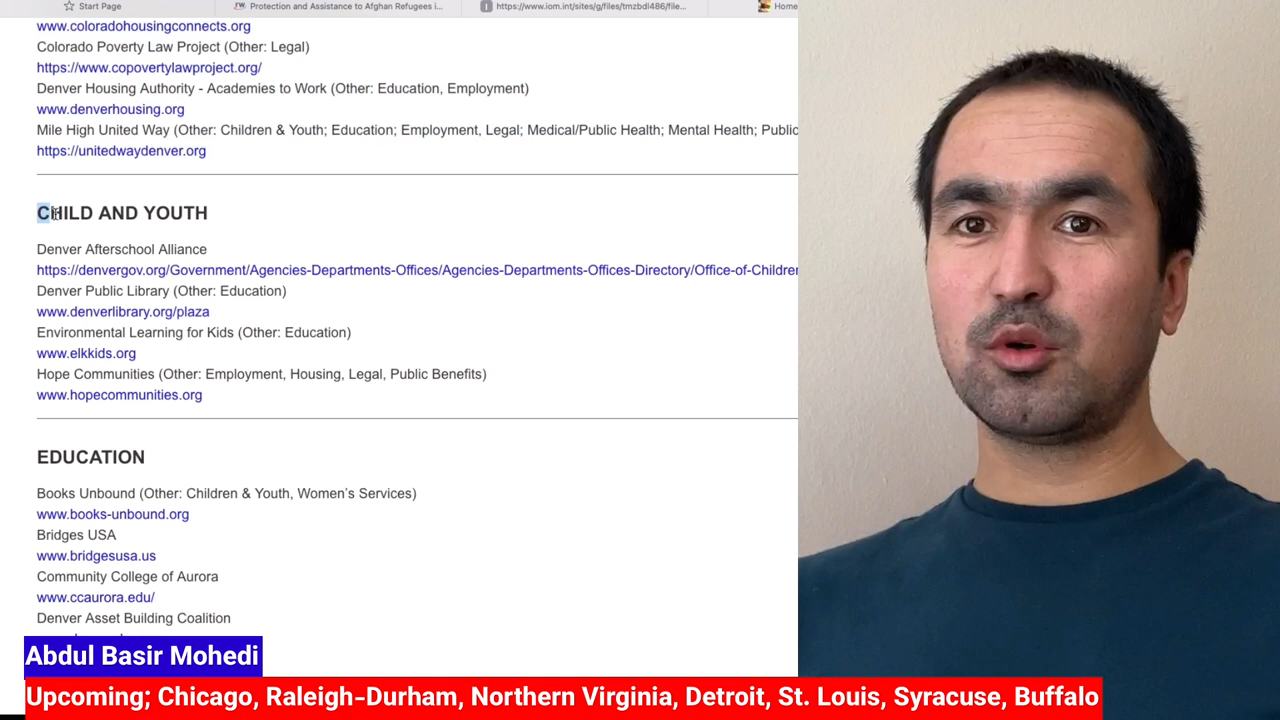 Start Page
Protection and Assistance to Afghan Refugees i...
https://www.iom.int/sites/g/files/tmzbdl486/file...
Home
www.coloradohousingconnects.org
Colorado Poverty Law Project (Other: Legal)
https://www.copovertylawproject.org/
Denver Housing Authority - Academies to Work (Other: Education, Employment)
www.denverhousing.org
Mile High United Way (Other: Children & Youth; Education; Employment, Legal; Medical/Public Health; Mental Health; Public
https://unitedwaydenver.org
CHILD AND YOUTH
Denver Afterschool Alliance
https://denvergov.org/Government/Agencies-Departments-Offices/Agencies-Departments-Offices-Directory/Office-of-Children
Denver Public Library (Other: Education)
www.denverlibrary.org/plaza
Environmental Learning for Kids (Other: Education)
www.elkkids.org
Hope Communities (Other: Employment, Housing, Legal, Public Benefits)
www.hopecommunities.org
EDUCATION
Books Unbound (Other: Children & Youth, Women's Services)
www.books-unbound.org
Bridges USA
www.bridgesusa.us
Community College of Aurora
www.ccaurora.edu/
Denver Asset Building Coalition
Abdul Basir Mohedi
Upcoming; Chicago, Raleigh-Durham, Northern Virginia, Detroit, St. Louis, Syracuse, Buffalo